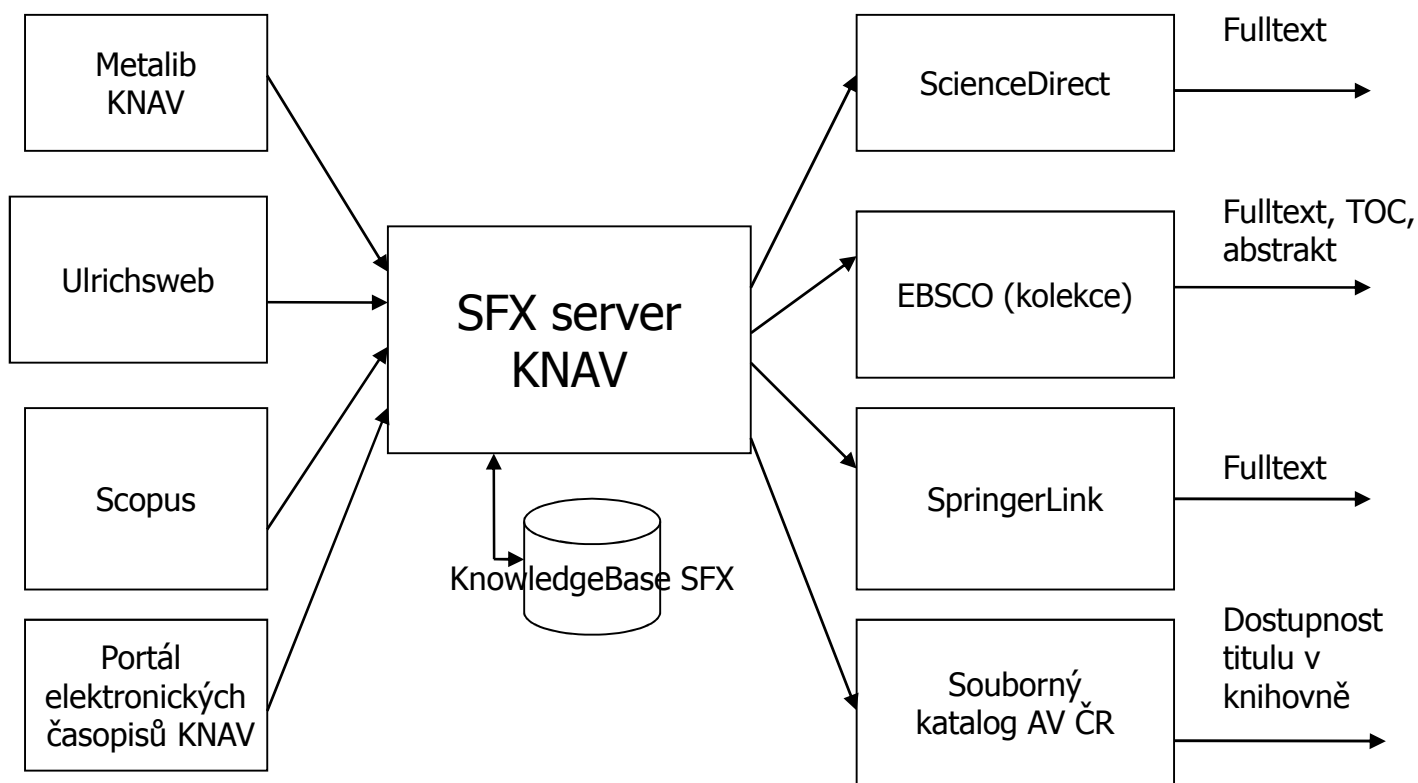 Metalib
KNAV
Ulrichsweb
Scopus
Portál
elektronických
časopisů KNAV
SFX server
KNAV
KnowledgeBase SFX
ScienceDirect
EBSCO (kolekce)
SpringerLink
Souborný
katalog AV ČR
Fulltext
Fulltext, TOC,
abstrakt
Fulltext
Dostupnost
titulu v
knihovně